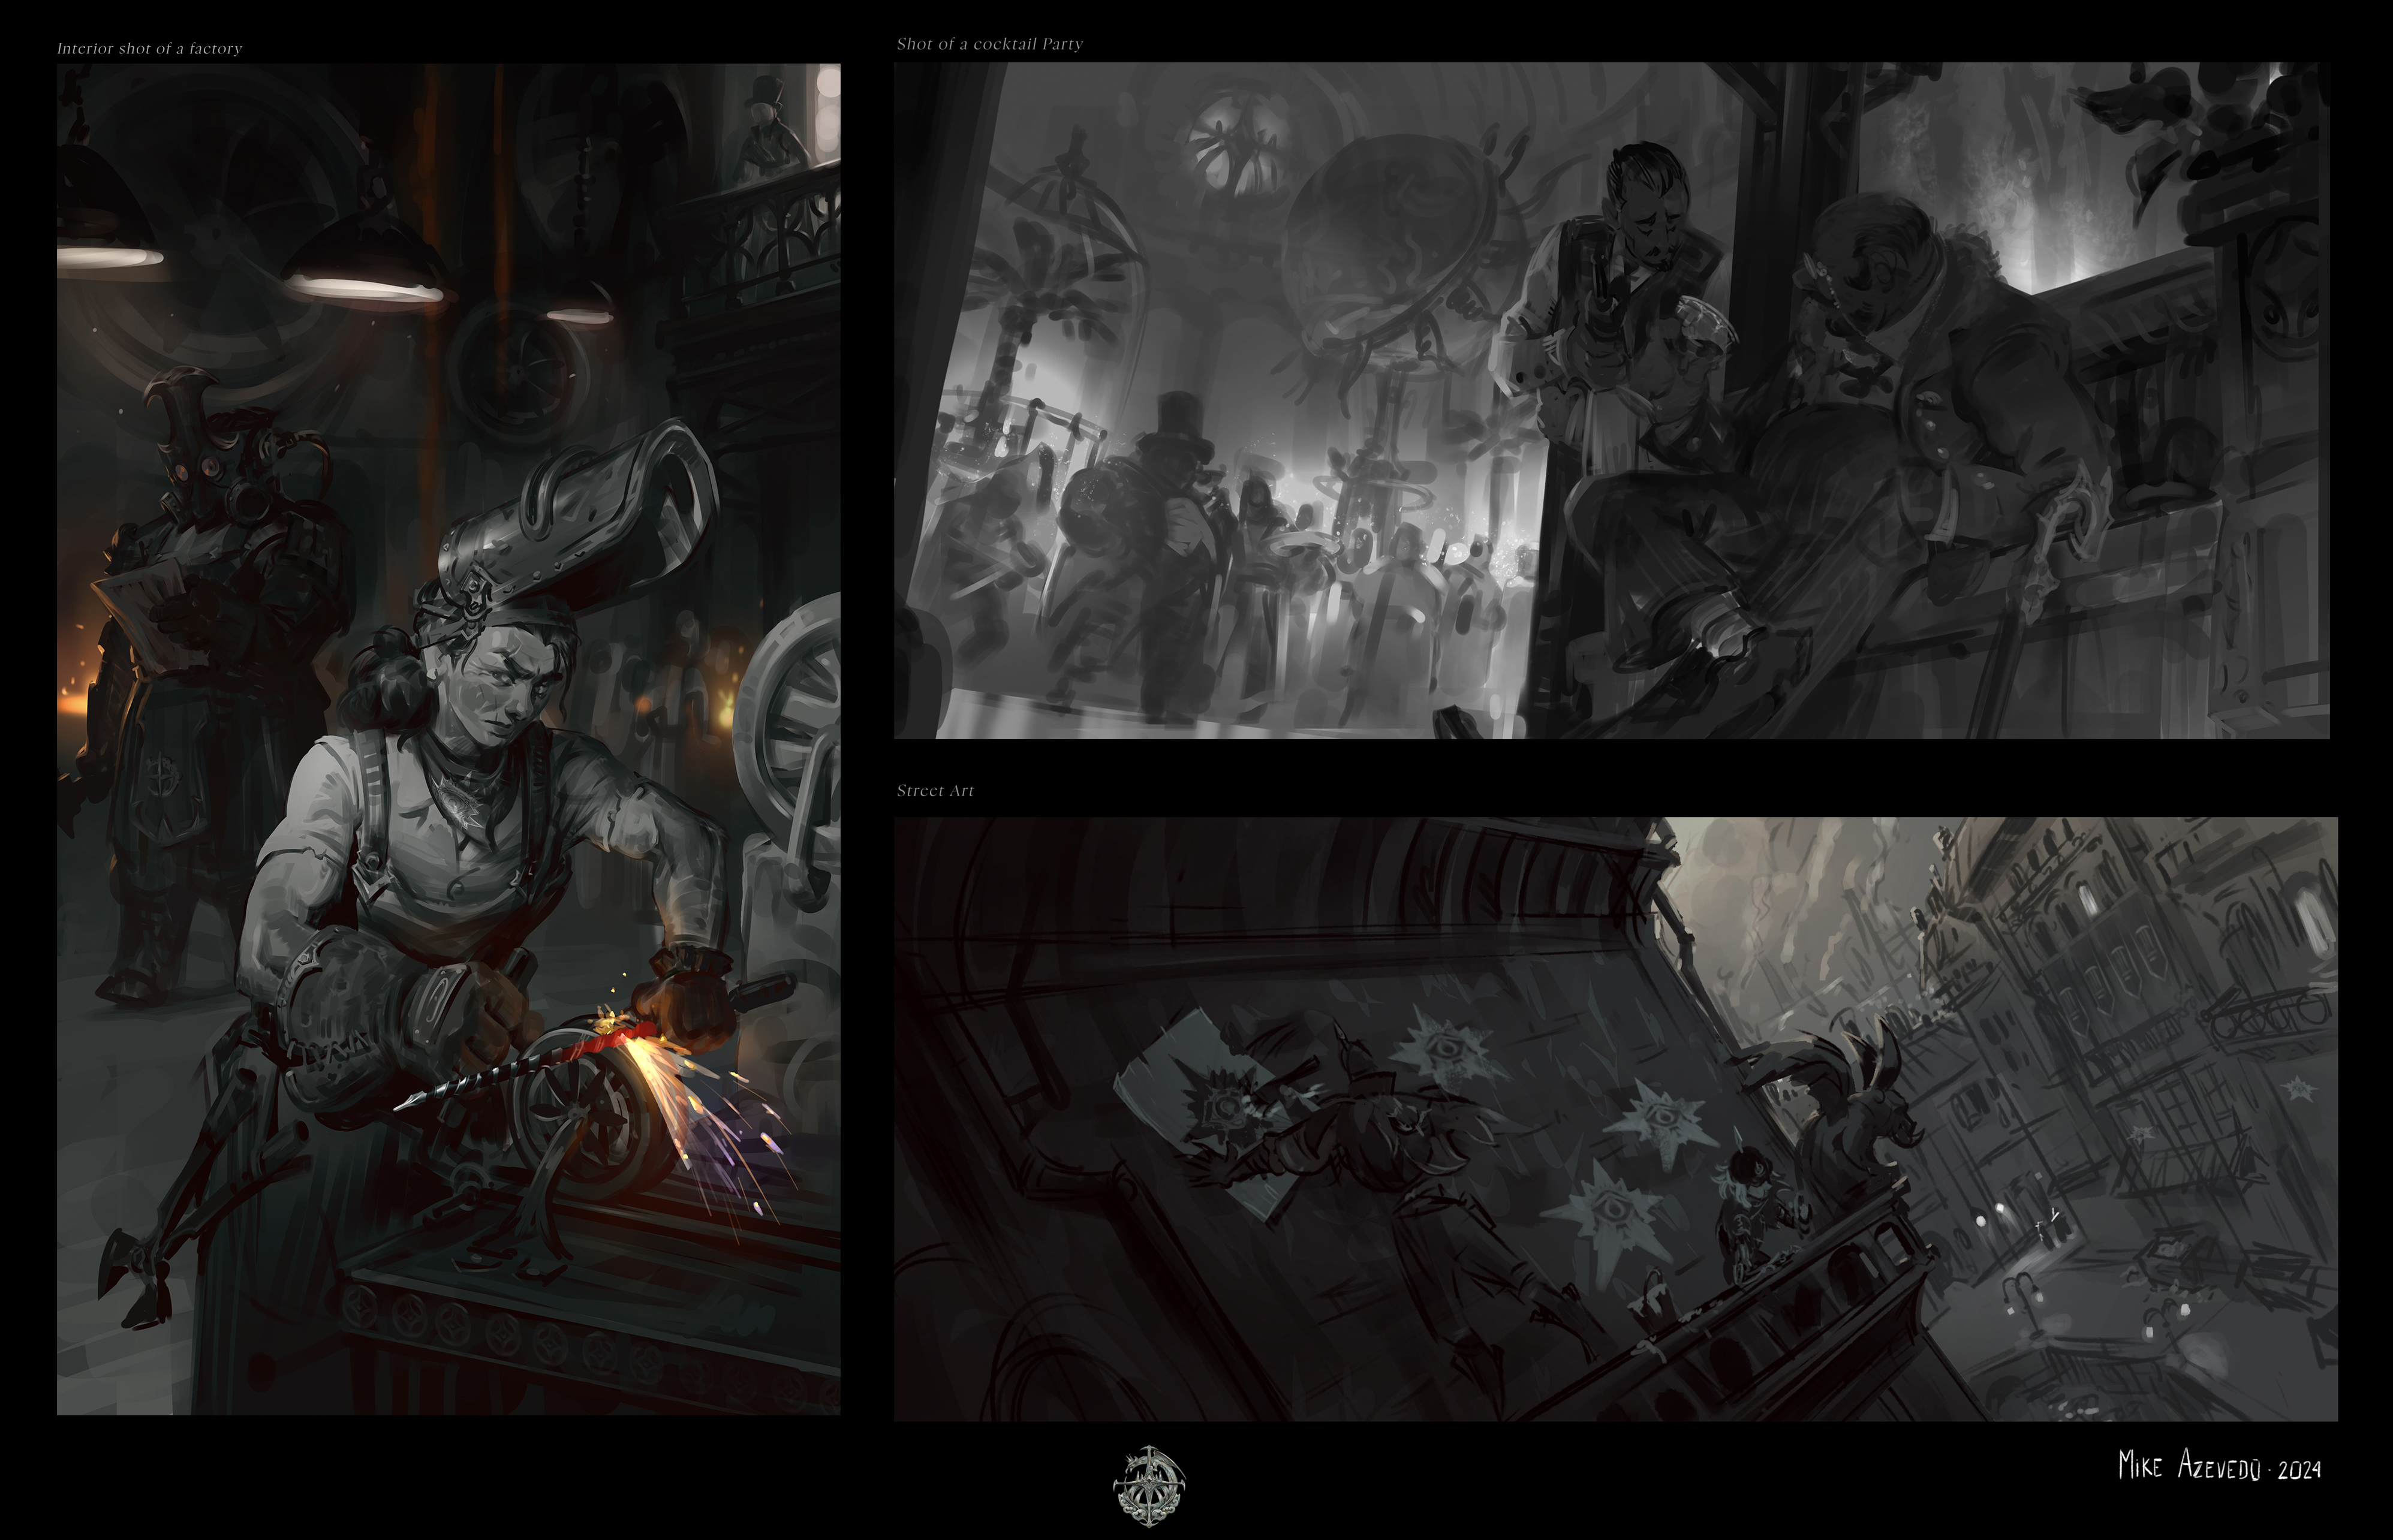 Interior shot of a factory
Shot of a cocktail Party
Street Art
MIKE AZEVEDO · 2024